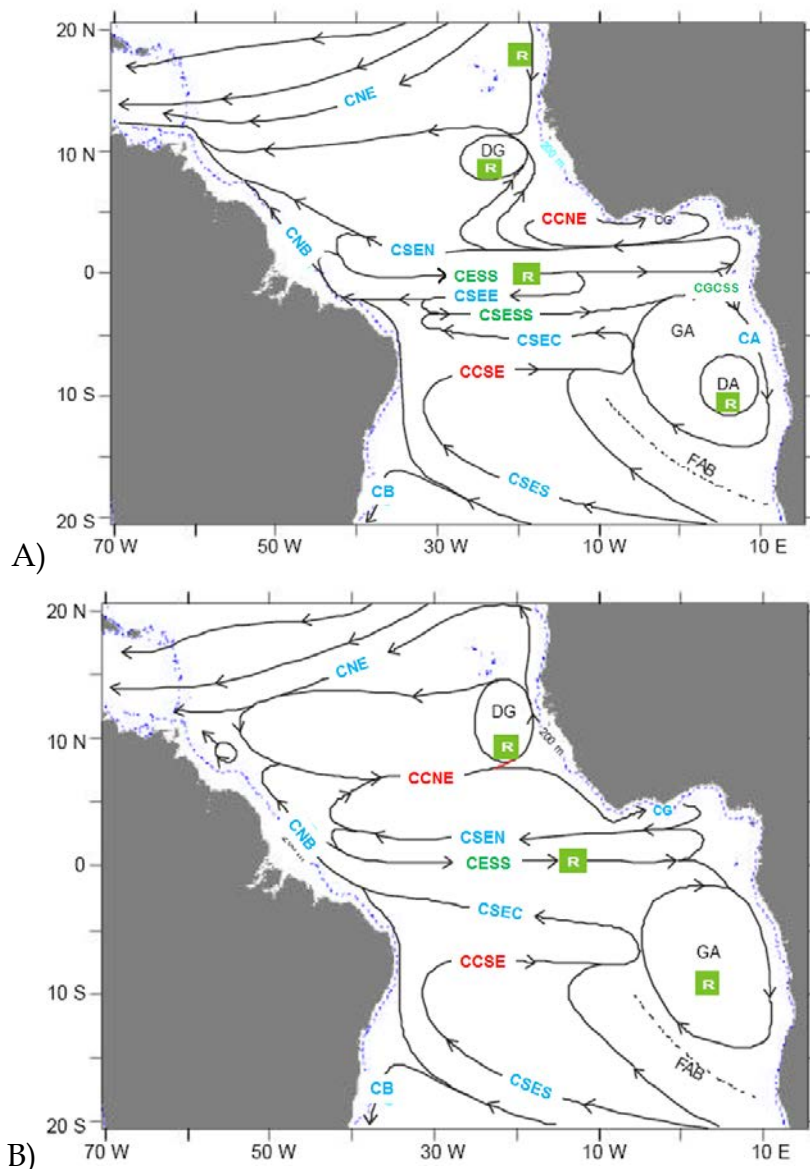 20 N
10 N
0
10 S
20 S
R
CNE
DG
R
200 m
CCNE
CG
CNB
CSEN
CESS
R
CSEE
CGCSS
CSESS
GA
CA
CSEC
CCSE
DA
R
FAB
CSES
CB
70 W
50 W
30 W
10 W
10 E
A)
20 N
10 N
0
10 S
20 S
CNE
DG
R
200 m
CCNE
CG
CNB
CSEN
CESS
R
CSEC
GA
CCSE
R
FAB
CSES
CB
70 W
50 W
30 W
10 W
10 E
B)